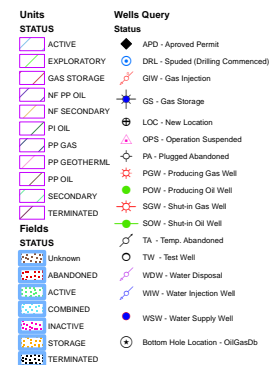 Units
STATUS
ACTIVE
EXPLORATORY
GAS STORAGE
NF PP OIL
NF SECONDARY
PI OIL
PP GAS
PP GEOTHERML
PP OIL
SECONDARY
TERMINATED
Fields
STATUS
Unknown
ABANDONED
ACTIVE
COMBINED
INACTIVE
STORAGE
TERMINATED
Wells Query
Status
APD - Aproved Permit
DRL - Spuded (Drilling Commenced)
GIW - Gas Injection
GS - Gas Storage
LOC - New Location
OPS - Operation Suspended
PA - Plugged Abandoned
PGW - Producing Gas Well
POW - Producing Oil Well
SGW - Shut-in Gas Well
SOW - Shut-in Oil Well
TA - Temp. Abandoned
TW - Test Well
WDW - Water Disposal
WIW - Water Injection Well
WSW - Water Supply Well
Bottom Hole Location - OilGasDb